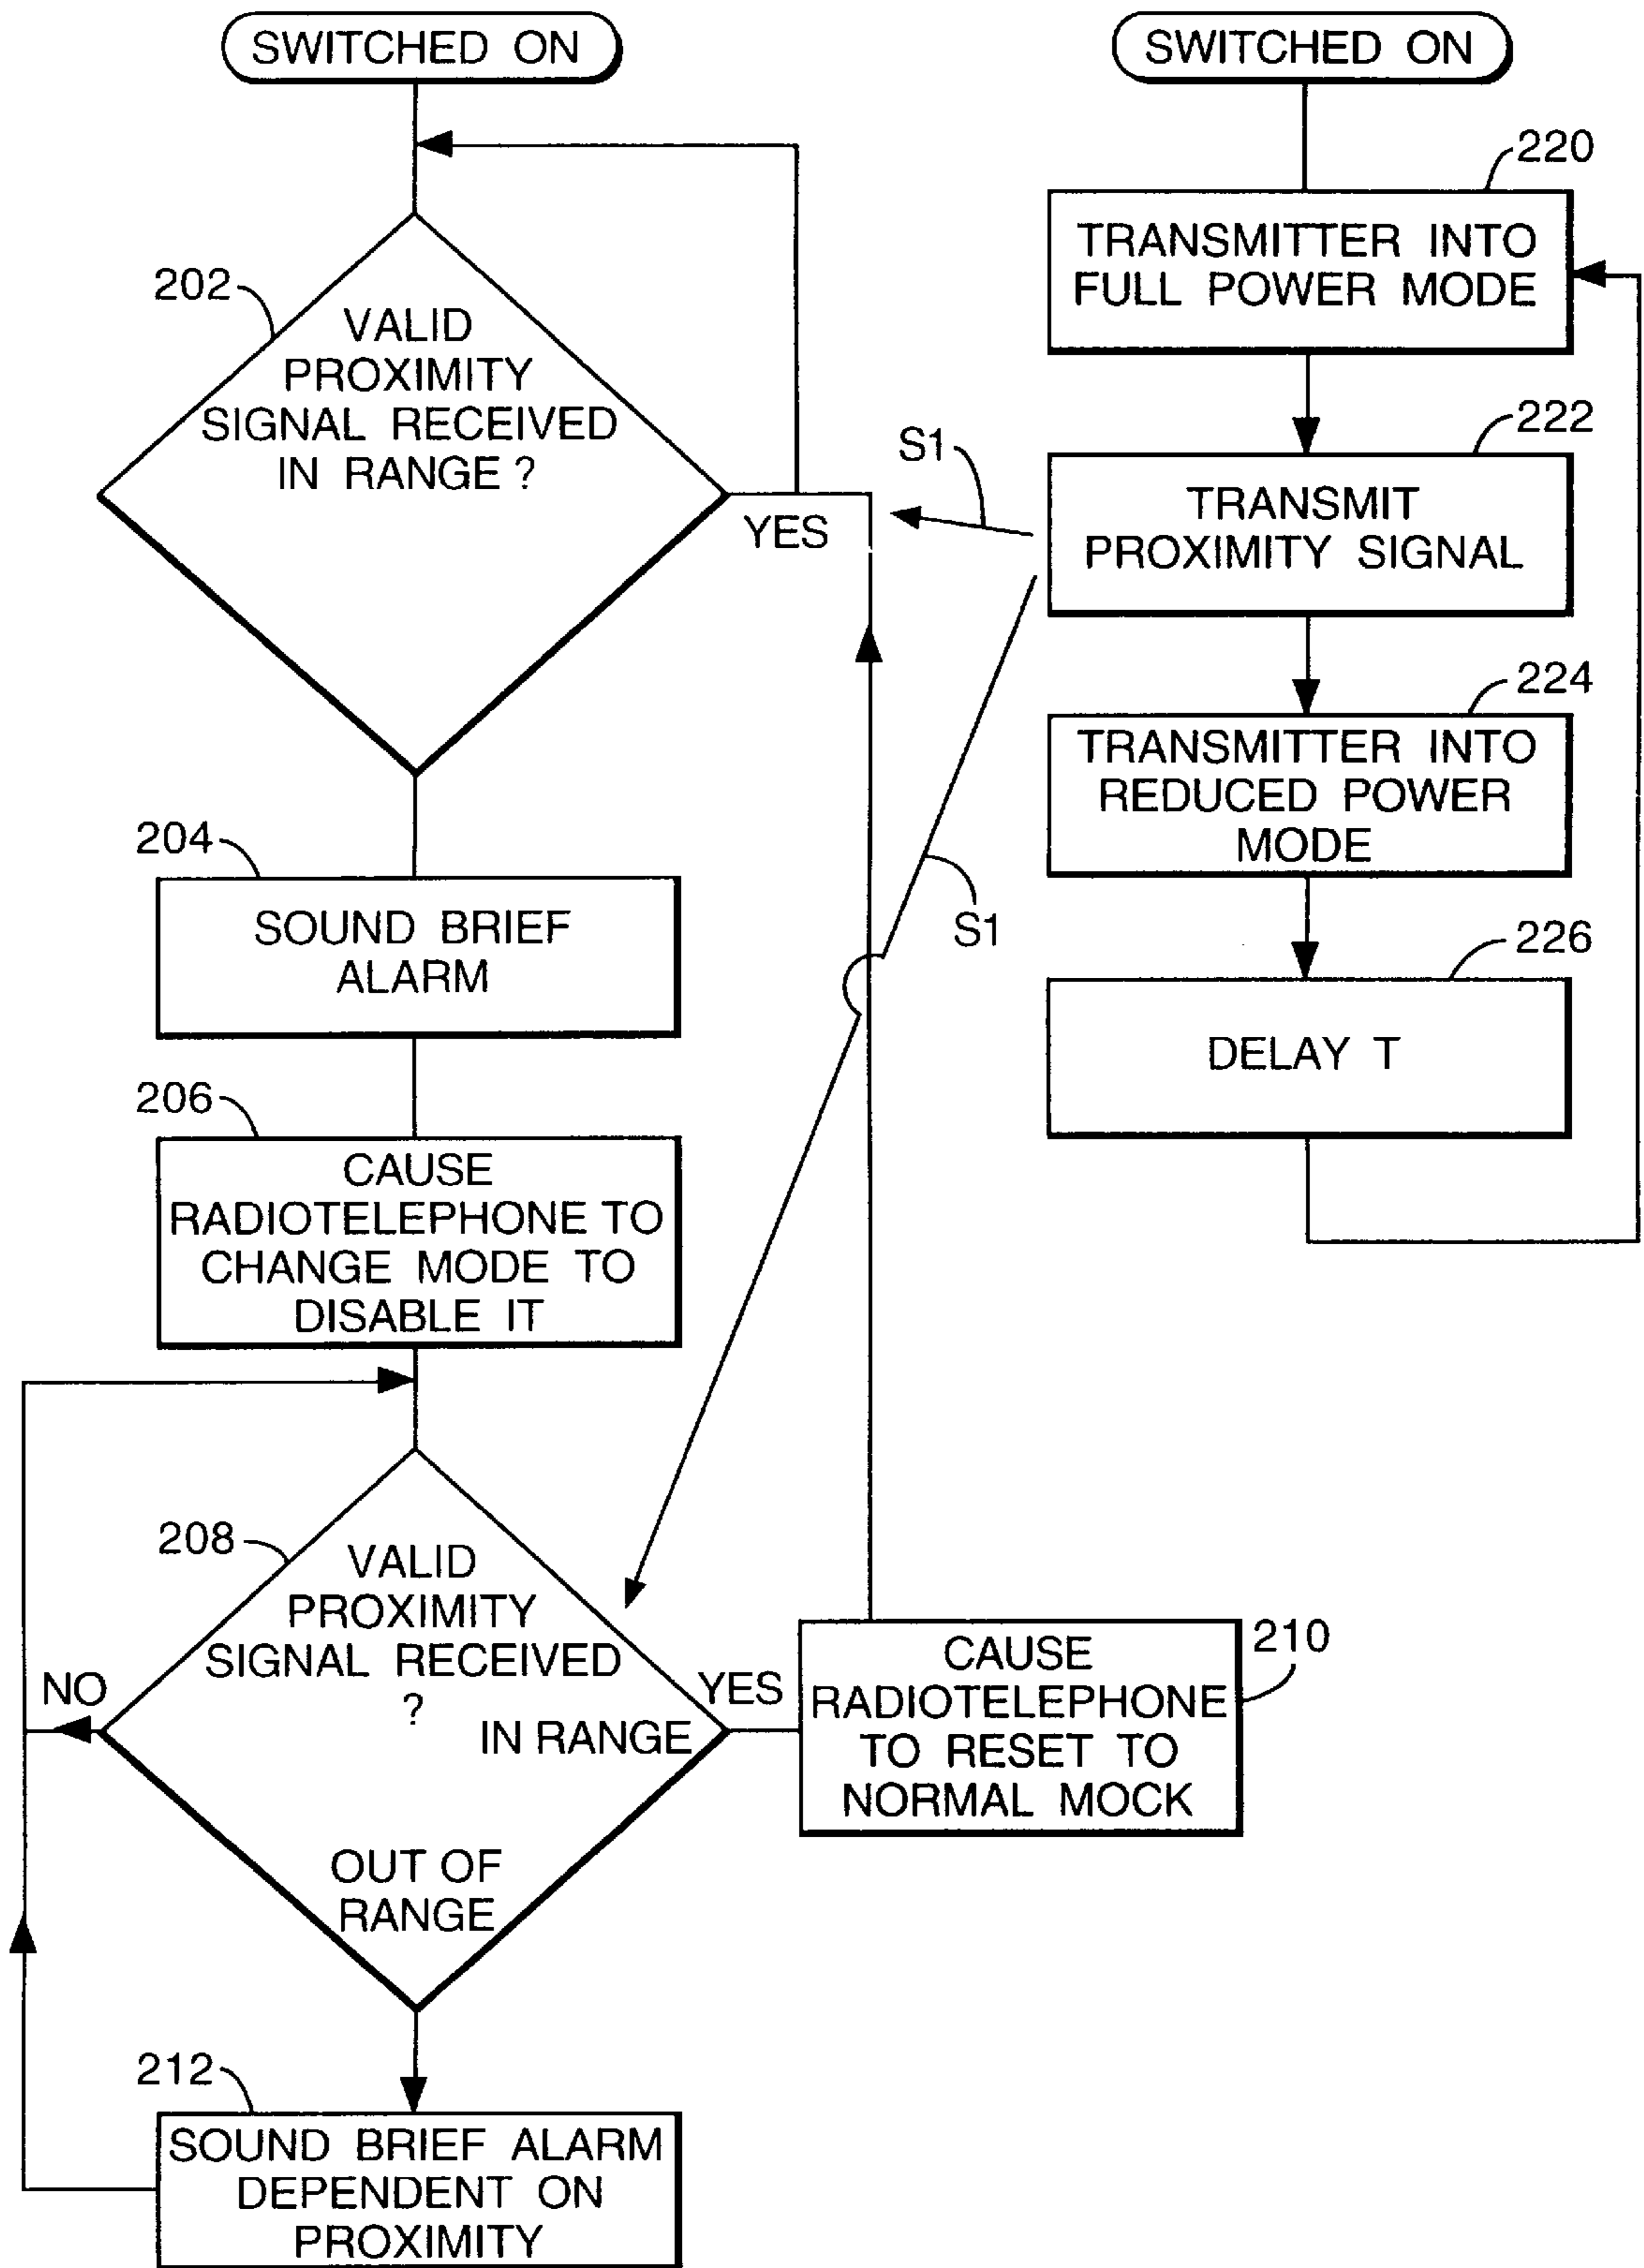 SWITCHED ON
202
VALID
PROXIMITY
SIGNAL RECEIVED
IN RANGE ?
YES
204
SOUND BRIEF
ALARM
206
CAUSE
RADIOTELEPHONE TO
CHANGE MODE TO
DISABLE IT
208
VALID
PROXIMITY
SIGNAL RECEIVED
?
NO
YES
IN RANGE
OUT OF
RANGE
210
CAUSE
RADIOTELEPHONE
TO RESET TO
NORMAL MOCK
212
SOUND BRIEF ALARM
DEPENDENT ON
PROXIMITY
SWITCHED ON
220
TRANSMITTER INTO
FULL POWER MODE
222
S1
TRANSMIT
PROXIMITY SIGNAL
224
TRANSMITTER INTO
REDUCED POWER
MODE
S1
226
DELAY T